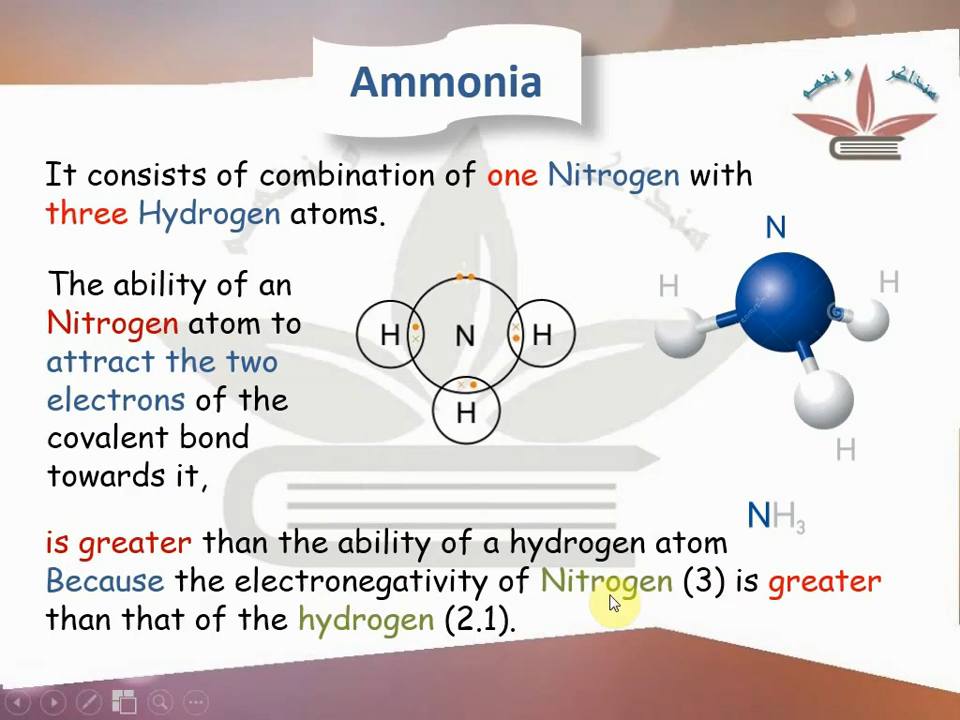 Ammonia
منذاكر و نفهم
It consists of combination of one Nitrogen with
three Hydrogen atoms.
The ability of an
Nitrogen atom to
attract the two
electrons of the
covalent bond
towards it,
H N H
H
N
H H
H
NH₃
is greater than the ability of a hydrogen atom
Because the electronegativity of Nitrogen (3) is greater
than that of the hydrogen (2.1).